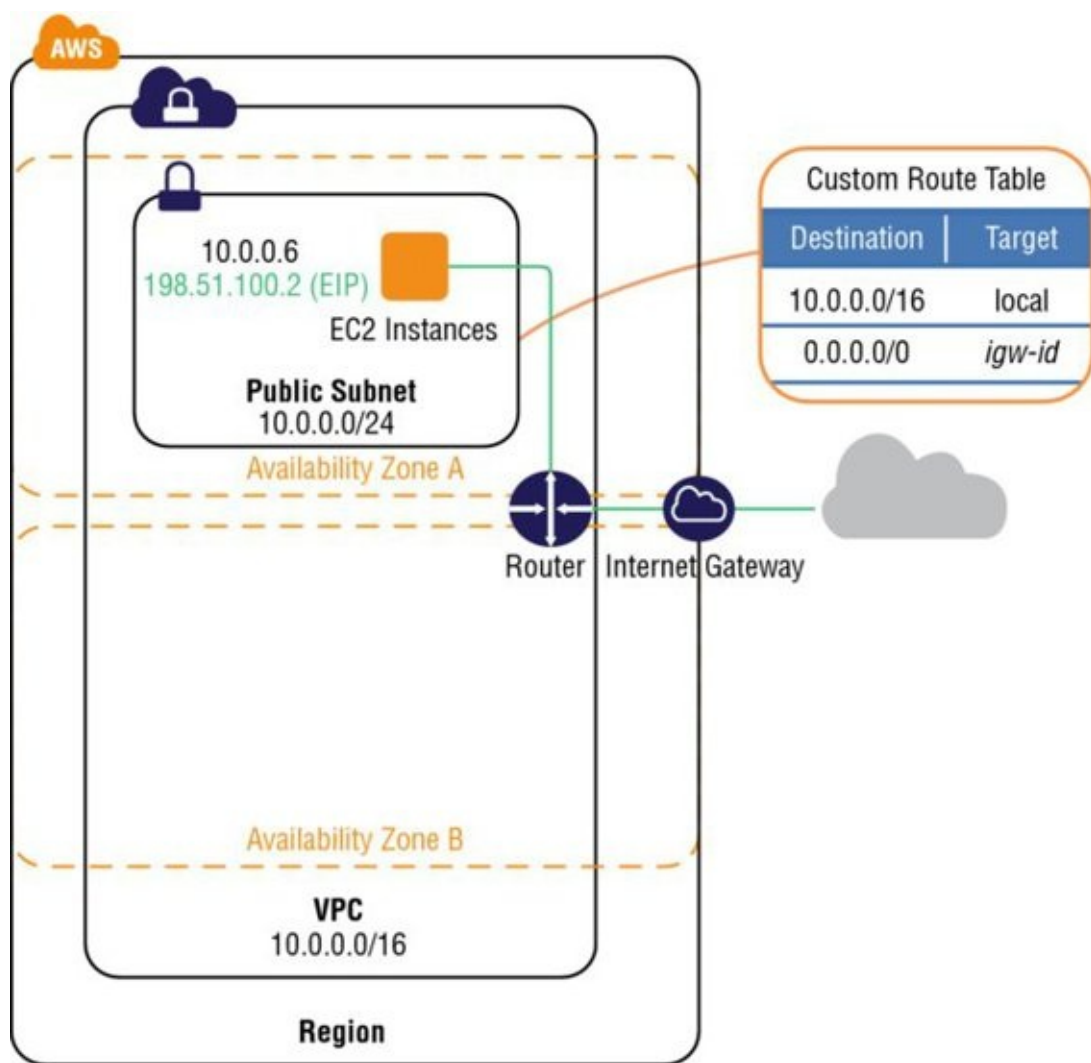 AWS
10.0.0.6
198.51.100.2 (EIP)
EC2 Instances
Public Subnet
10.0.0.0/24
Availability Zone A
Custom Route Table
Destination Target
10.0.0.0/16 local
0.0.0.0/0 igw-id
Router Internet Gateway
Availability Zone B
VPC
10.0.0.0/16
Region